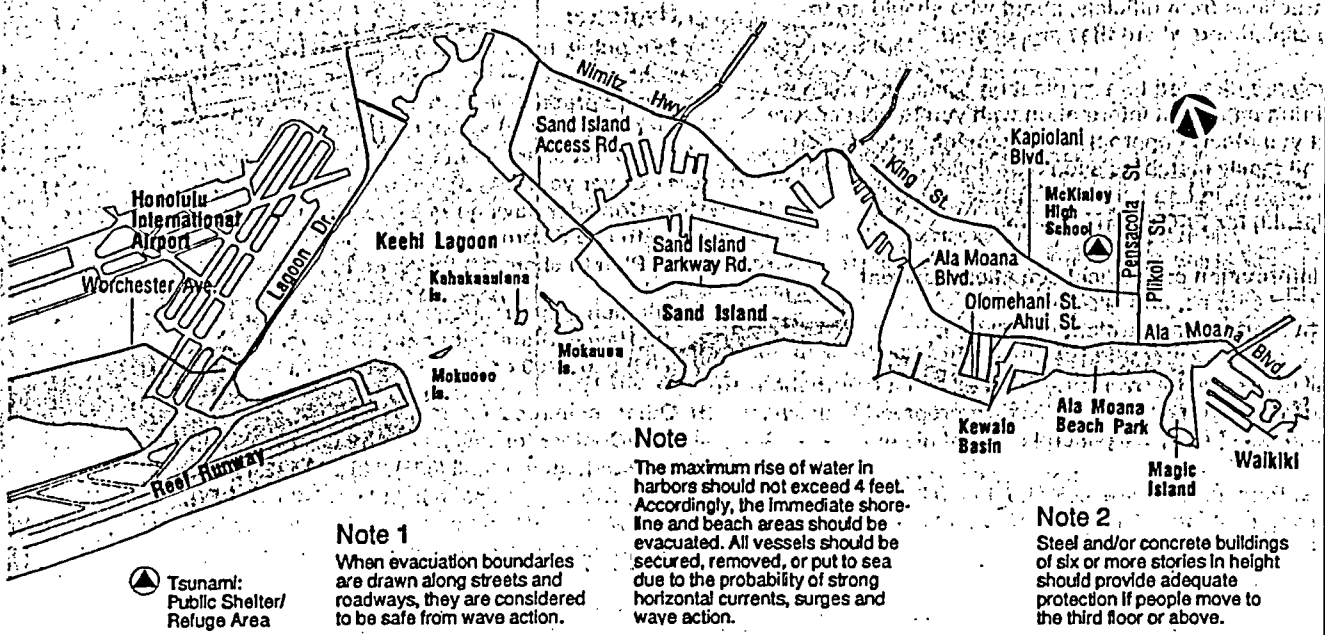 Nimitz Hwy
Sand Island
Access Rd.
King St.
Kapiolani
Blvd.
McKinley
High
School
Pensacola St.
Piikoi St.
Honolulu
International
Airport
Lagoon Dr.
Keehi Lagoon
Worchester Ave.
Kahakaaulana
Is.
Sand Island
Parkway Rd.
Sand Island
Ala Moana
Blvd.
Olomehani St.
Ahui St.
Ala Moana Blvd
Mokauea
Is.
Mokuoeo
Is.
Reef Runway
Kewalo
Basin
Ala Moana
Beach Park
Magic
Island
Waikiki
Tsunami:
Public Shelter/
Refuge Area
Note 1
When evacuation boundaries
are drawn along streets and
roadways, they are considered
to be safe from wave action.
Note
The maximum rise of water in
harbors should not exceed 4 feet.
Accordingly, the immediate shore-
line and beach areas should be
evacuated. All vessels should be
secured, removed, or put to sea
due to the probability of strong
horizontal currents, surges and
wave action.
Note 2
Steel and/or concrete buildings
of six or more stories in height
should provide adequate
protection if people move to
the third floor or above.